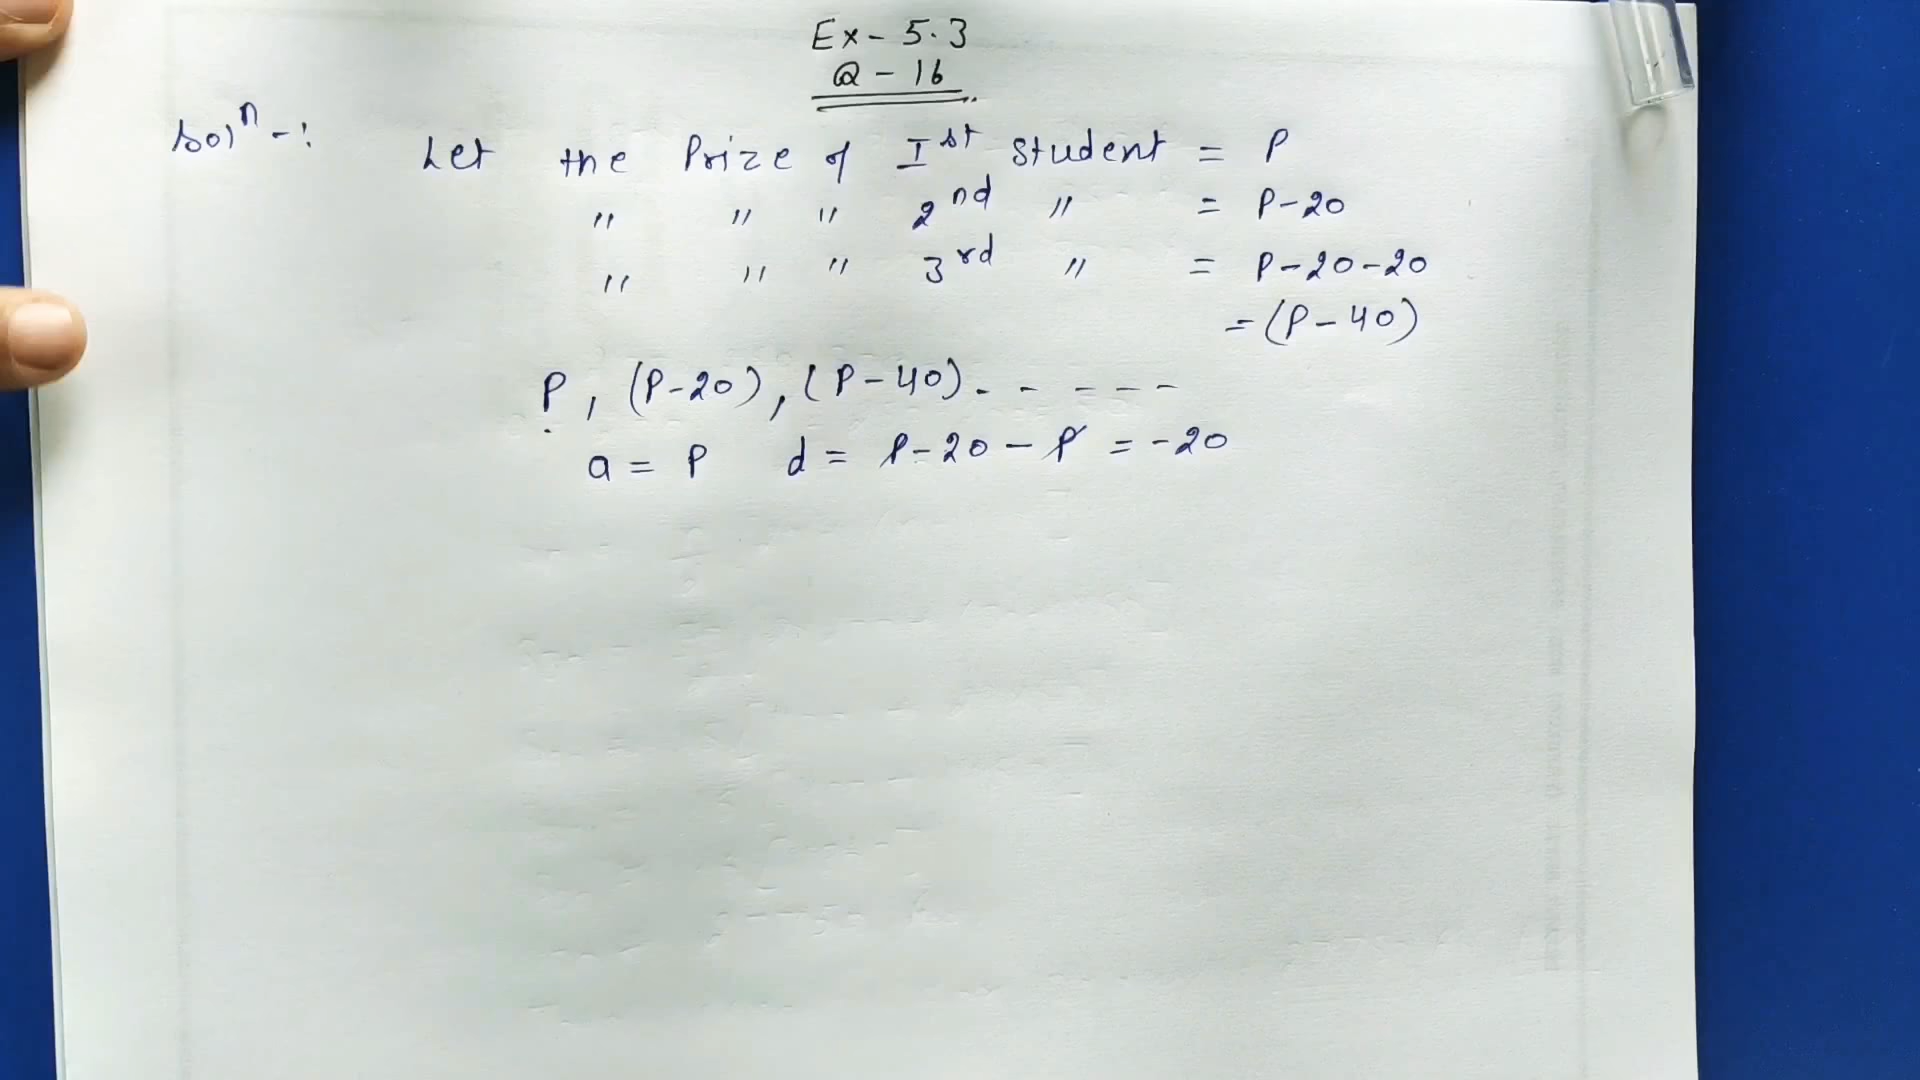 Ex - 5.3
Q - 16
Solⁿ -:
Let the Prize of Iˢᵗ Student = P
" " " 2ⁿᵈ " = P-20
" " " 3ʳᵈ " = P-20-20
= (P-40)
P, (P-20), (P-40). - - - -
a = P d = P-20-P = -20